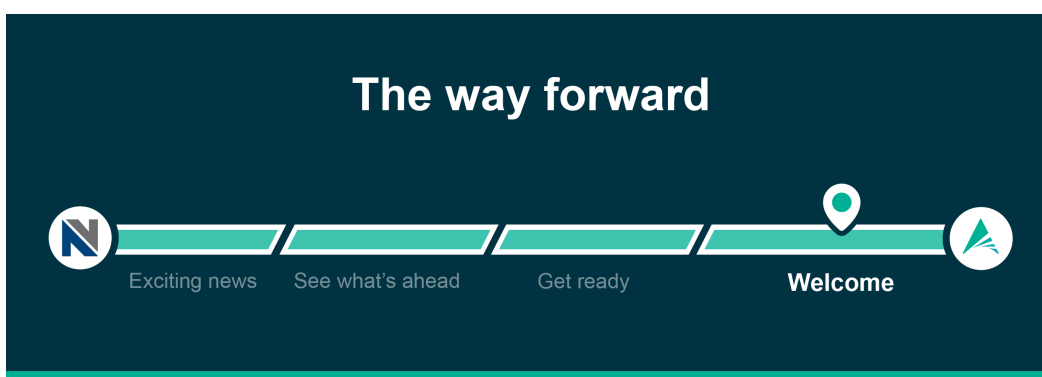 The way forward
Exciting news
See what's ahead
Get ready
Welcome